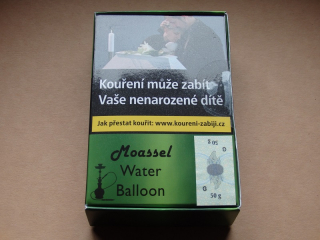 Kouření může zabít
Vaše nenarozené dítě
Jak přestat kouřit: www.koureni-zabiji.cz
Moassel
Water
Balloon
50 g